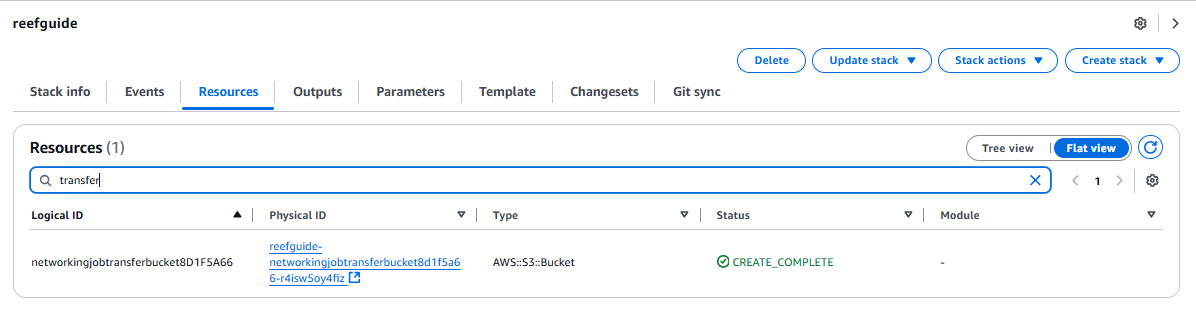 reefguide
Delete
Update stack
Stack actions
Create stack
Stack info
Events
Resources
Outputs
Parameters
Template
Changesets
Git sync
Resources (1)
Tree view
Flat view
transfer
1
Logical ID
Physical ID
Type
Status
Module
networkingjobtransferbucket8D1F5A66
reefguide-
networkingjobtransferbucket8d1f5a6
6-r4isw5oy4fiz
AWS::S3::Bucket
CREATE_COMPLETE
-